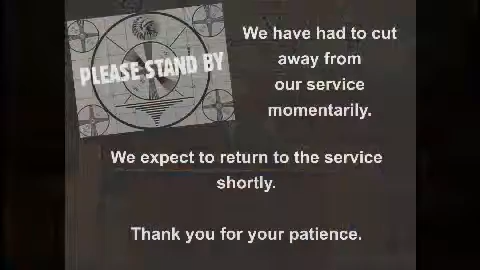 PLEASE STAND BY
We have had to cut
away from
our service
momentarily.
We expect to return to the service
shortly.
Thank you for your patience.